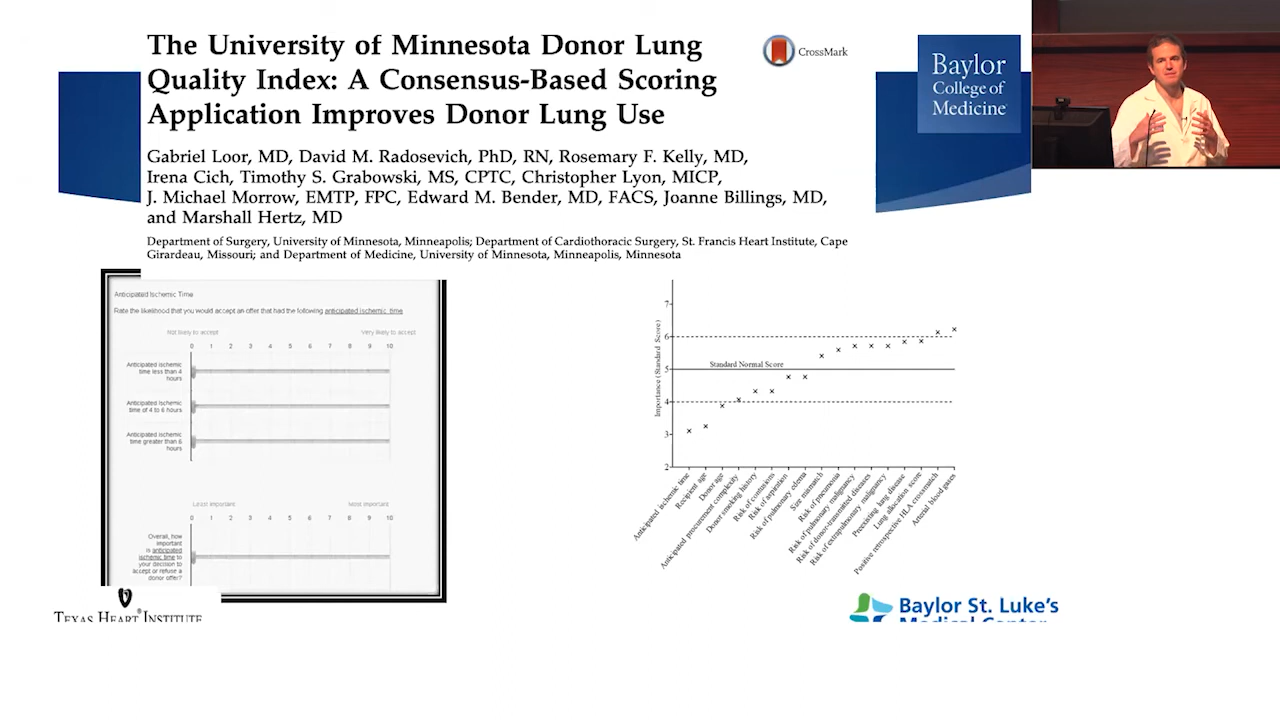 The University of Minnesota Donor Lung
Quality Index: A Consensus-Based Scoring
Application Improves Donor Lung Use
CrossMark
Baylor
College of
Medicine
Gabriel Loor, MD, David M. Radosevich, PhD, RN, Rosemary F. Kelly, MD,
Irena Cich, Timothy S. Grabowski, MS, CPTC, Christopher Lyon, MICP,
J. Michael Morrow, EMTP, FPC, Edward M. Bender, MD, FACS, Joanne Billings, MD,
and Marshall Hertz, MD
Department of Surgery, University of Minnesota, Minneapolis; Department of Cardiothoracic Surgery, St. Francis Heart Institute, Cape
Girardeau, Missouri; and Department of Medicine, University of Minnesota, Minneapolis, Minnesota
Anticipated Ischemic Time
Rate the likelihood that you would accept an offer that had the following anticipated ischemic time
Not likely to accept Very likely to accept
0 1 2 3 4 5 6 7 8 9 10
Anticipated ischemic
time less than 4
hours
Anticipated ischemic
time of 4 to 6 hours
Anticipated ischemic
time greater than 6
hours
Least important Most important
0 1 2 3 4 5 6 7 8 9 10
Overall, how
important
is anticipated
ischemic time to
your decision to
accept or refuse a
donor offer?
Importance (Standard Score)
7
6
5
4
3
2
Standard Normal Score
Anticipated ischemic time
Recipient age
Donor age
Anticipated procurement complexity
Donor smoking history
Risk of contusions
Risk of aspiration
Risk of pulmonary edema
Size mismatch
Risk of pneumonia
Risk of pulmonary malignancy
Risk of donor-transmitted diseases
Risk of extrapulmonary malignancy
Preexisting lung disease
Lung allocation score
Positive retrospective HLA crossmatch
Arterial blood gases
Texas Heart® Institute
Baylor St. Luke's
Medical Center